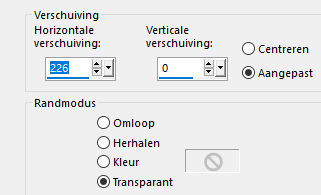 Verschuiving
Horizontale verschuiving:
Verticale verschuiving:
226
0
Centreren
Aangepast
Randmodus
Omloop
Herhalen
Kleur
Transparant